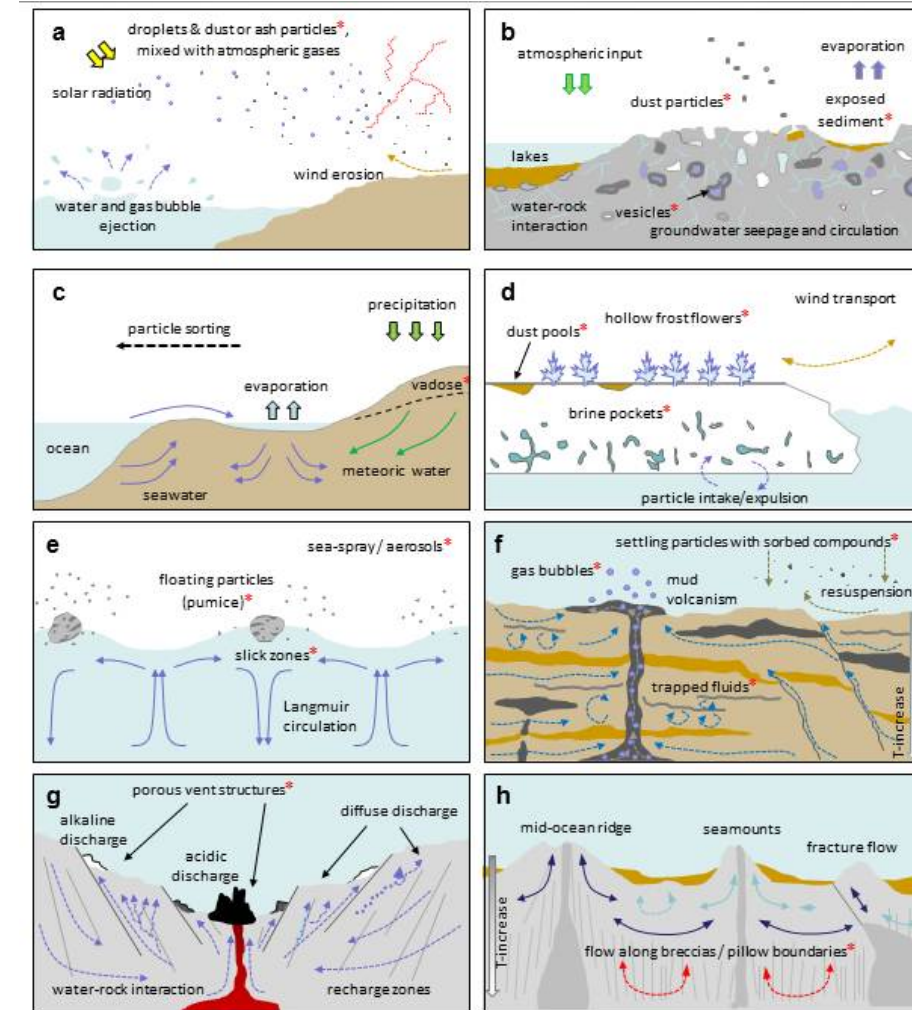 a
droplets & dust or ash particles*,
mixed with atmospheric gases
solar radiation
wind erosion
water and gas bubble
ejection
b
atmospheric input
evaporation
dust particles*
exposed
sediment*
lakes
water-rock
interaction
vesicles*
groundwater seepage and circulation
c
precipitation
particle sorting
evaporation
vadose*
ocean
meteoric water
seawater
d
wind transport
hollow frost flowers*
dust pools*
brine pockets*
particle intake/expulsion
e
sea-spray/ aerosols*
floating particles
(pumice)*
slick zones*
Langmuir
circulation
f
settling particles with sorbed compounds*
gas bubbles*
mud
volcanism
resuspension
trapped fluids*
T-increase
g
porous vent structures*
alkaline
discharge
diffuse discharge
acidic
discharge
water-rock interaction
recharge zones
h
mid-ocean ridge
seamounts
fracture flow
T-increase
flow along breccias/ pillow boundaries*